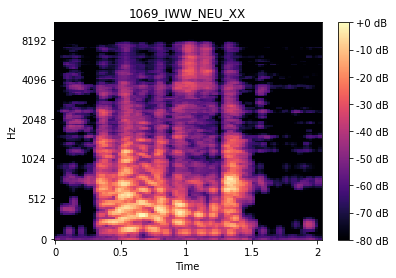 1069_IWW_NEU_XX
8192
4096
2048
1024
512
0
Hz
0
0.5
1
1.5
2
Time
+0 dB
-10 dB
-20 dB
-30 dB
-40 dB
-50 dB
-60 dB
-70 dB
-80 dB